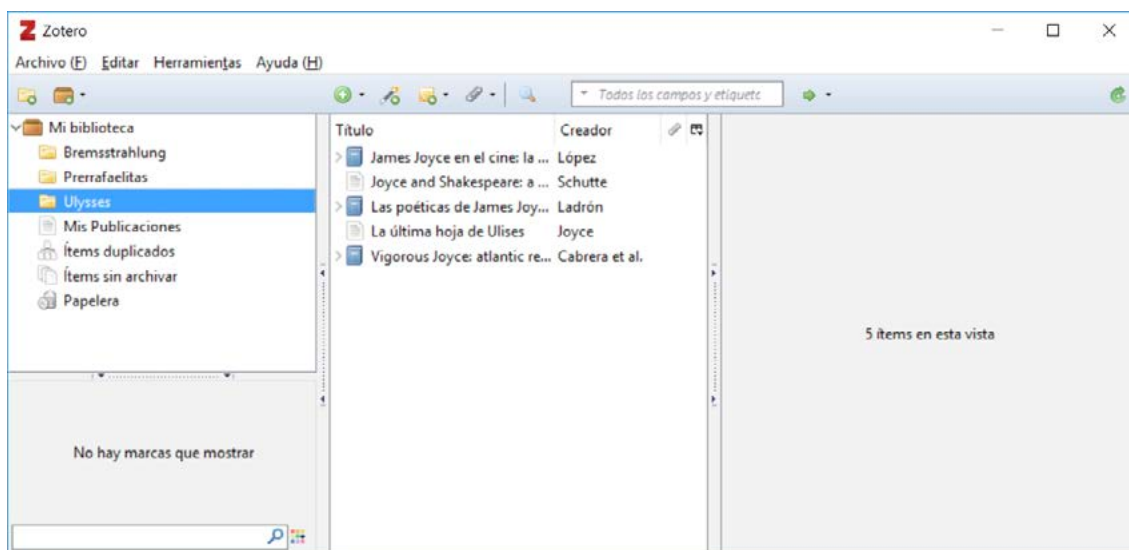 Zotero
Archivo (F) Editar Herramientas Ayuda (H)
Todos los campos y etiquetc
Mi biblioteca
Bremsstrahlung
Prerrafaelitas
Ulysses
Mis Publicaciones
Ítems duplicados
Ítems sin archivar
Papelera
No hay marcas que mostrar
Título Creador
James Joyce en el cine: la ... López
Joyce and Shakespeare: a ... Schutte
Las poéticas de James Joy... Ladrón
La última hoja de Ulises Joyce
Vigorous Joyce: atlantic re... Cabrera et al.
5 ítems en esta vista